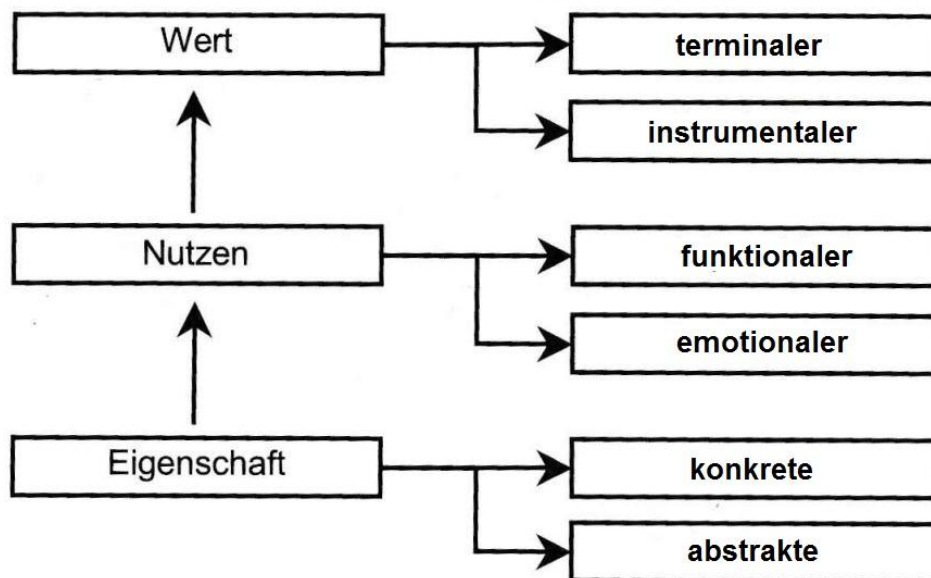 Wert
terminaler
instrumentaler
Nutzen
funktionaler
emotionaler
Eigenschaft
konkrete
abstrakte